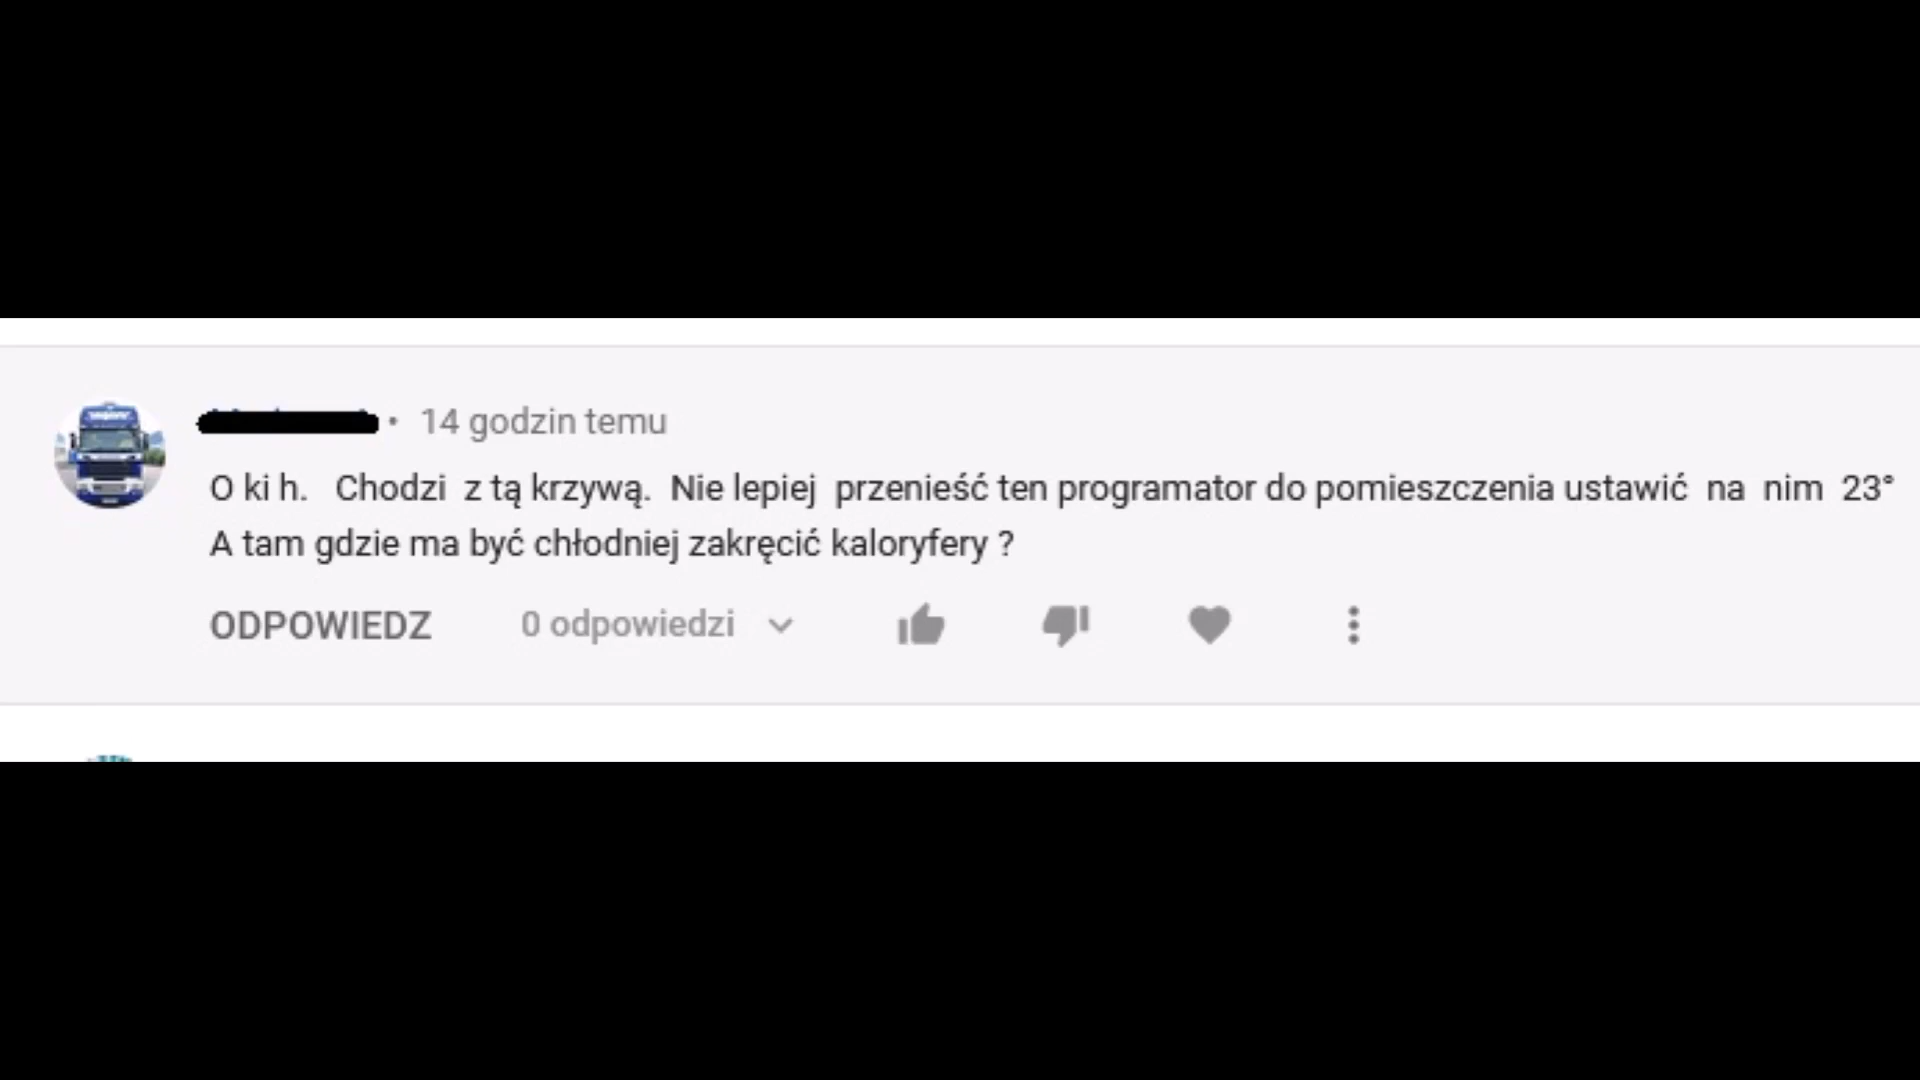 • 14 godzin temu
O ki h. Chodzi z tą krzywą. Nie lepiej przenieść ten programator do pomieszczenia ustawić na nim 23°
A tam gdzie ma być chłodniej zakręcić kaloryfery ?
ODPOWIEDZ 0 odpowiedzi